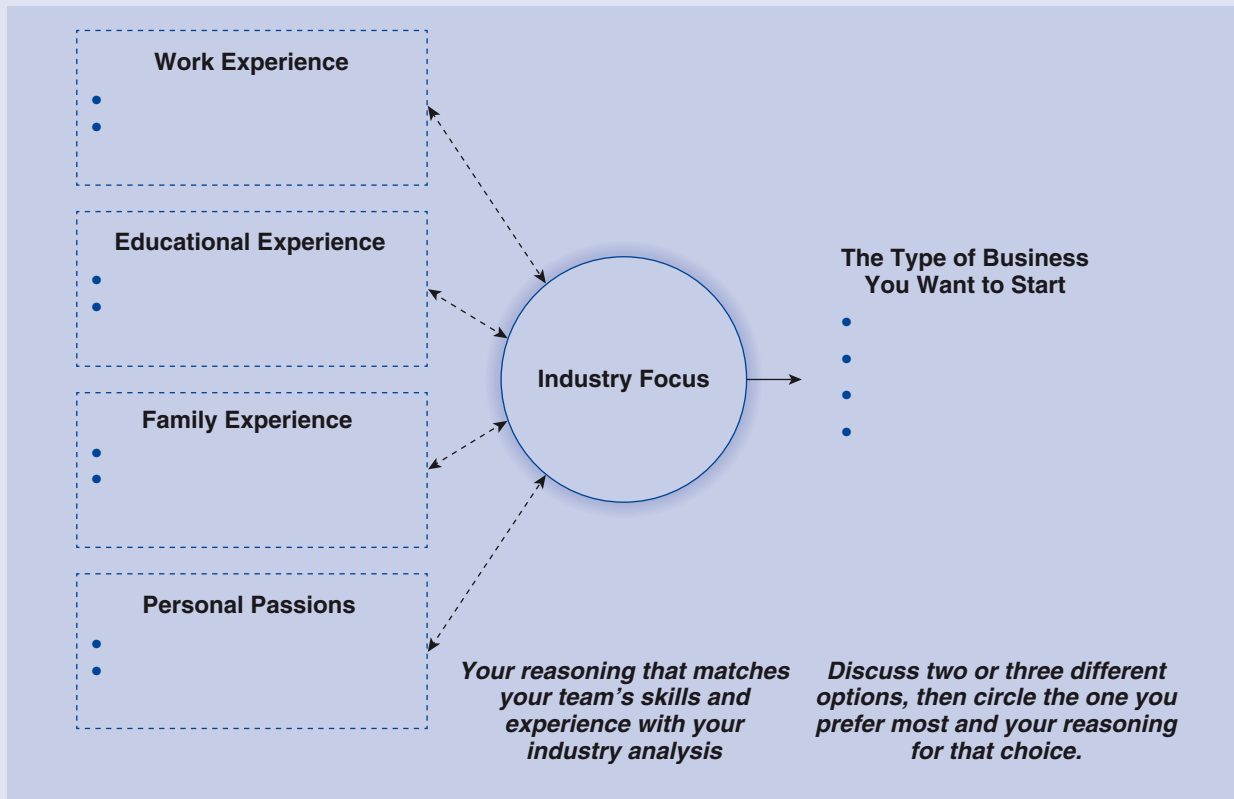 Work Experience
Educational Experience
Family Experience
Personal Passions
Industry Focus
The Type of Business
You Want to Start
Your reasoning that matches
your team’s skills and
experience with your
industry analysis
Discuss two or three different
options, then circle the one you
prefer most and your reasoning
for that choice.